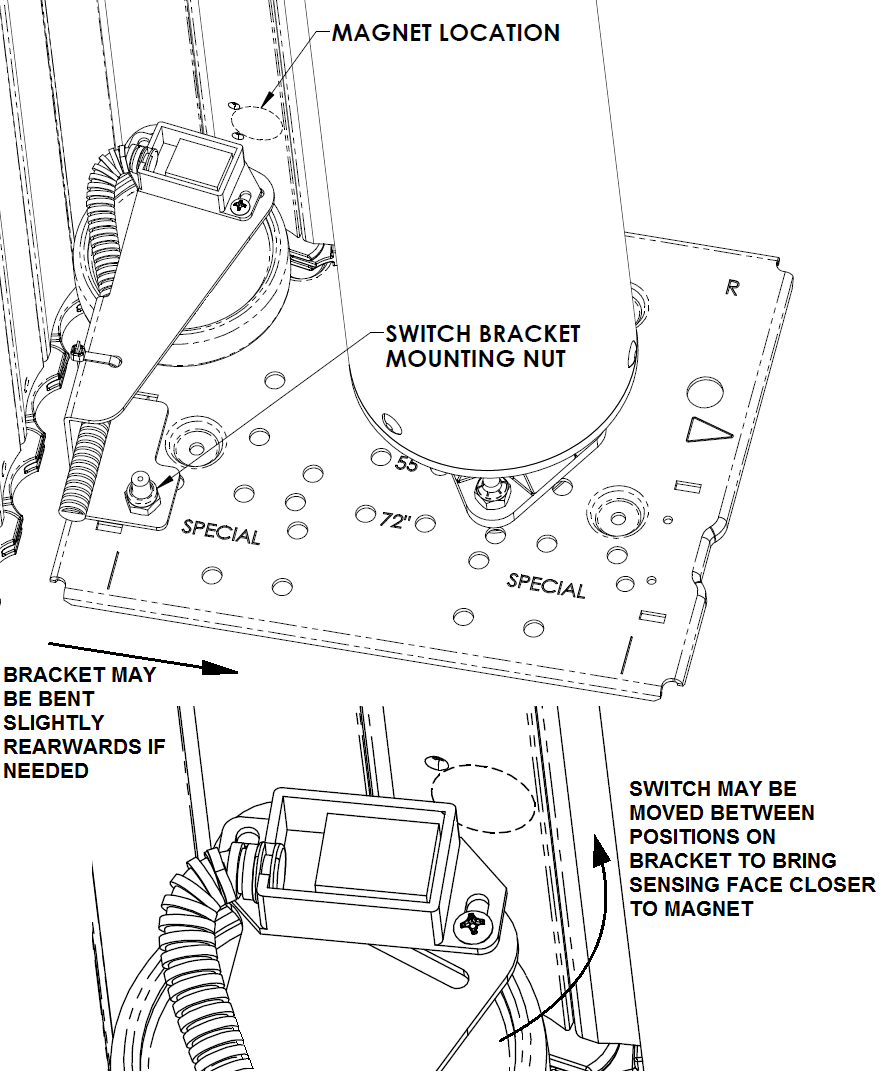 MAGNET LOCATION
R
SWITCH BRACKET
MOUNTING NUT
55
72"
SPECIAL
SPECIAL
BRACKET MAY
BE BENT
SLIGHTLY
REARWARDS IF
NEEDED
SWITCH MAY BE
MOVED BETWEEN
POSITIONS ON
BRACKET TO BRING
SENSING FACE CLOSER
TO MAGNET